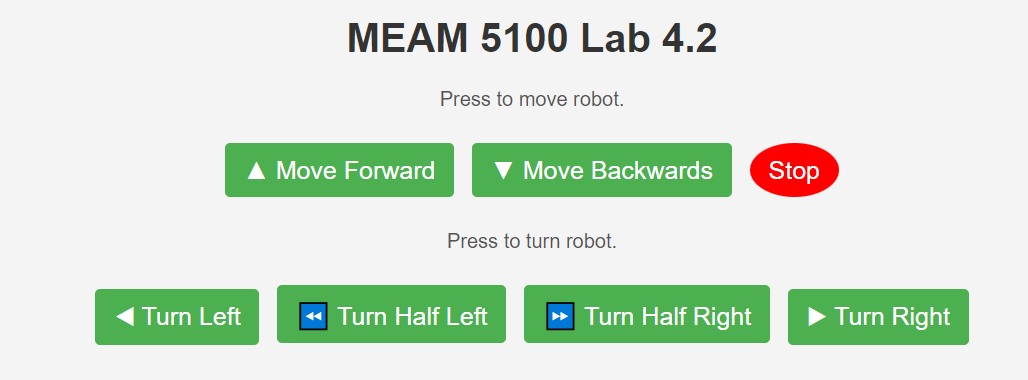 MEAM 5100 Lab 4.2
Press to move robot.
▲ Move Forward ▼ Move Backwards Stop
Press to turn robot.
◀ Turn Left ⏪ Turn Half Left ⏩ Turn Half Right ▶ Turn Right